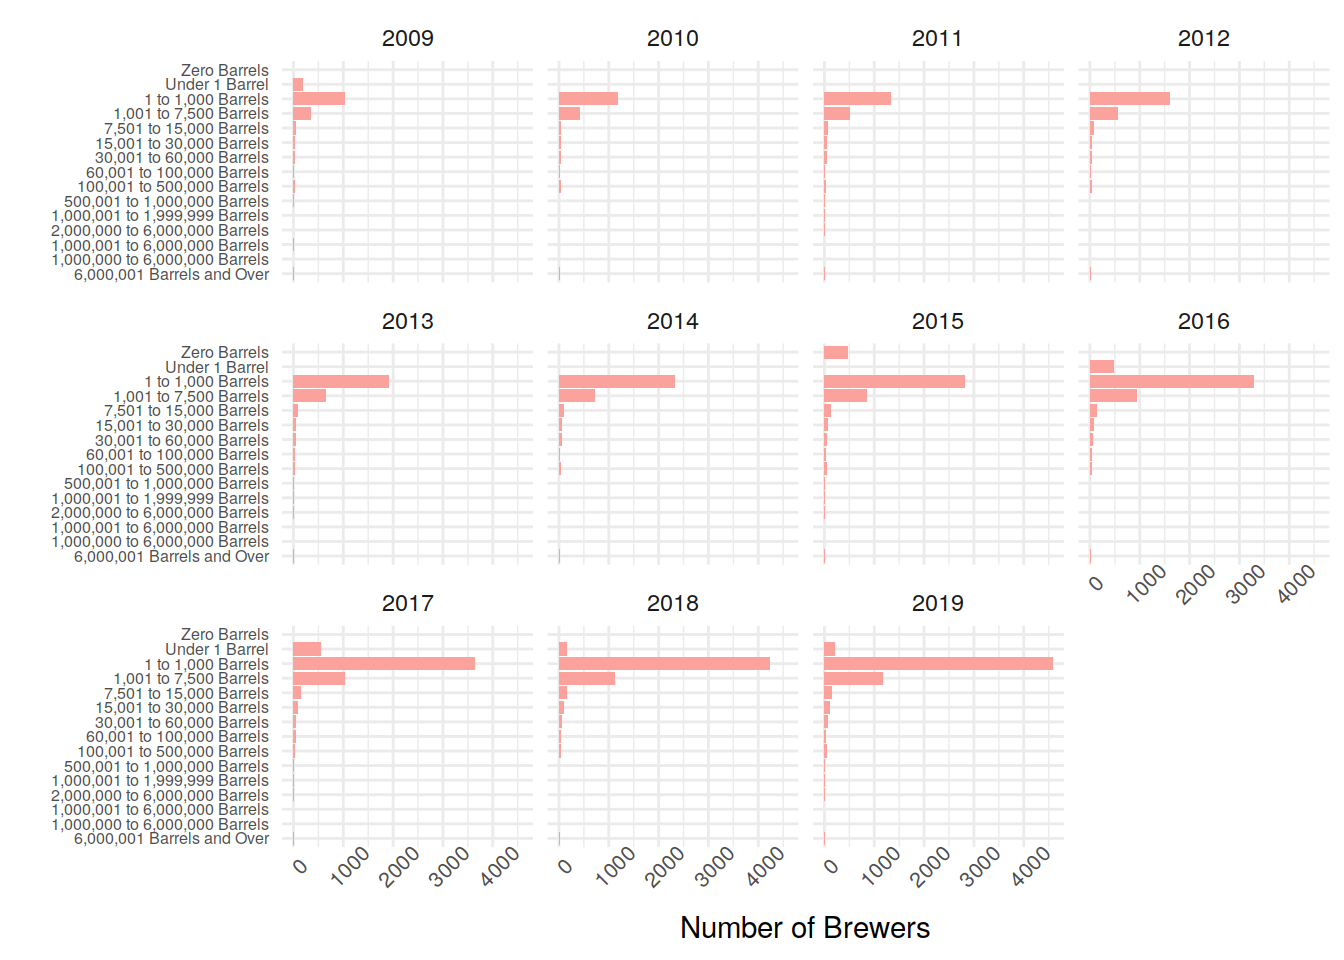 2009 2010 2011 2012
Zero Barrels
Under 1 Barrel
1 to 1,000 Barrels
1,001 to 7,500 Barrels
7,501 to 15,000 Barrels
15,001 to 30,000 Barrels
30,001 to 60,000 Barrels
60,001 to 100,000 Barrels
100,001 to 500,000 Barrels
500,001 to 1,000,000 Barrels
1,000,001 to 1,999,999 Barrels
2,000,000 to 6,000,000 Barrels
1,000,001 to 6,000,000 Barrels
1,000,000 to 6,000,000 Barrels
6,000,001 Barrels and Over
2013 2014 2015 2016
Zero Barrels
Under 1 Barrel
1 to 1,000 Barrels
1,001 to 7,500 Barrels
7,501 to 15,000 Barrels
15,001 to 30,000 Barrels
30,001 to 60,000 Barrels
60,001 to 100,000 Barrels
100,001 to 500,000 Barrels
500,001 to 1,000,000 Barrels
1,000,001 to 1,999,999 Barrels
2,000,000 to 6,000,000 Barrels
1,000,001 to 6,000,000 Barrels
1,000,000 to 6,000,000 Barrels
6,000,001 Barrels and Over
0 1000 2000 3000 4000
2017 2018 2019
Zero Barrels
Under 1 Barrel
1 to 1,000 Barrels
1,001 to 7,500 Barrels
7,501 to 15,000 Barrels
15,001 to 30,000 Barrels
30,001 to 60,000 Barrels
60,001 to 100,000 Barrels
100,001 to 500,000 Barrels
500,001 to 1,000,000 Barrels
1,000,001 to 1,999,999 Barrels
2,000,000 to 6,000,000 Barrels
1,000,001 to 6,000,000 Barrels
1,000,000 to 6,000,000 Barrels
6,000,001 Barrels and Over
0 1000 2000 3000 4000 0 1000 2000 3000 4000 0 1000 2000 3000 4000
Number of Brewers